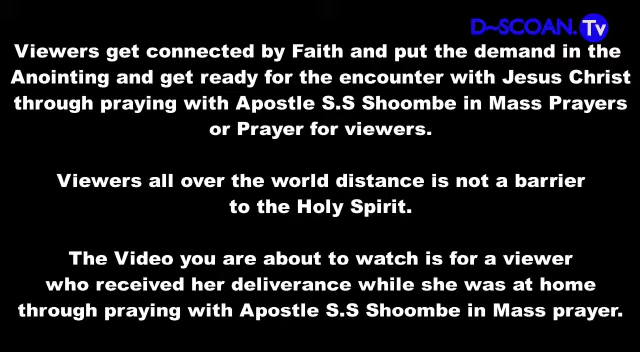 D~SCOAN.Tv
Viewers get connected by Faith and put the demand in the
Anointing and get ready for the encounter with Jesus Christ
through praying with Apostle S.S Shoombe in Mass Prayers
or Prayer for viewers.
Viewers all over the world distance is not a barrier
to the Holy Spirit.
The Video you are about to watch is for a viewer
who received her deliverance while she was at home
through praying with Apostle S.S Shoombe in Mass prayer.